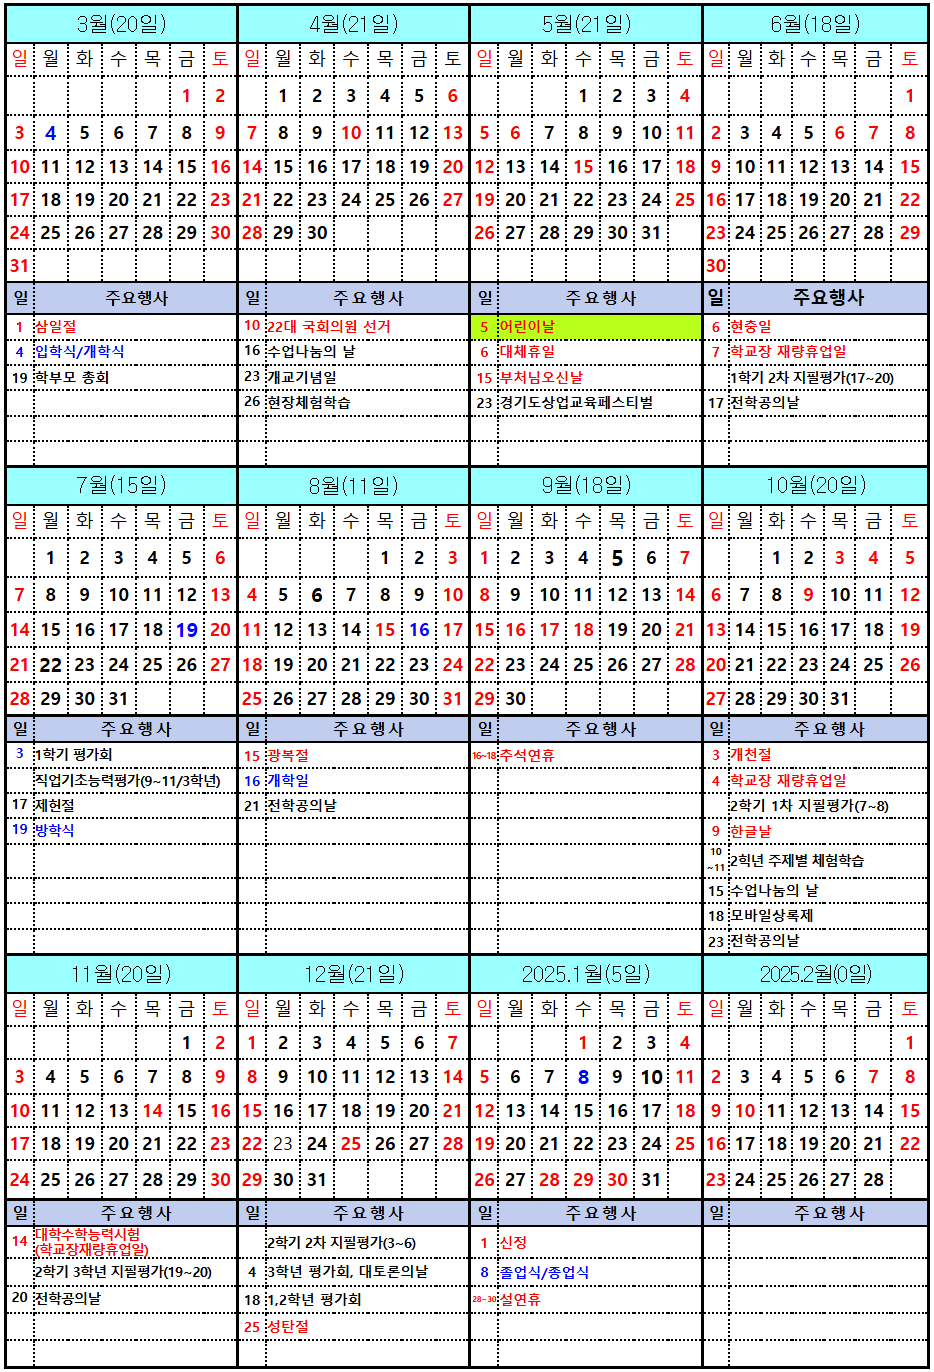 3월(20일)
일 월 화 수 목 금 토
1 2
3 4 5 6 7 8 9
10 11 12 13 14 15 16
17 18 19 20 21 22 23
24 25 26 27 28 29 30
31
일 주요행사
1 삼일절
4 입학식/개학식
19 학부모 총회
4월(21일)
일 월 화 수 목 금 토
1 2 3 4 5 6
7 8 9 10 11 12 13
14 15 16 17 18 19 20
21 22 23 24 25 26 27
28 29 30
일 주요행사
10 22대 국회의원 선거
16 수업나눔의 날
23 개교기념일
26 현장체험학습
5월(21일)
일 월 화 수 목 금 토
1 2 3 4
5 6 7 8 9 10 11
12 13 14 15 16 17 18
19 20 21 22 23 24 25
26 27 28 29 30 31
일 주요행사
5 어린이날
6 대체휴일
15 부처님오신날
23 경기도상업교육페스티벌
6월(18일)
일 월 화 수 목 금 토
1
2 3 4 5 6 7 8
9 10 11 12 13 14 15
16 17 18 19 20 21 22
23 24 25 26 27 28 29
30
일 주요행사
6 현충일
7 학교장 재량휴업일
1학기 2차 지필평가(17~20)
17 전학공의날
7월(15일)
일 월 화 수 목 금 토
1 2 3 4 5 6
7 8 9 10 11 12 13
14 15 16 17 18 19 20
21 22 23 24 25 26 27
28 29 30 31
일 주요행사
3 1학기 평가회
직업기초능력평가(9~11/3학년)
17 제헌절
19 방학식
8월(11일)
일 월 화 수 목 금 토
1 2 3
4 5 6 7 8 9 10
11 12 13 14 15 16 17
18 19 20 21 22 23 24
25 26 27 28 29 30 31
일 주요행사
15 광복절
16 개학일
21 전학공의날
9월(18일)
일 월 화 수 목 금 토
1 2 3 4 5 6 7
8 9 10 11 12 13 14
15 16 17 18 19 20 21
22 23 24 25 26 27 28
29 30
일 주요행사
16~18 추석연휴
10월(20일)
일 월 화 수 목 금 토
1 2 3 4 5
6 7 8 9 10 11 12
13 14 15 16 17 18 19
20 21 22 23 24 25 26
27 28 29 30 31
일 주요행사
3 개천절
4 학교장 재량휴업일
2학기 1차 지필평가(7~8)
9 한글날
10
~11 2학년 주제별 체험학습
15 수업나눔의 날
18 모바일상록제
23 전학공의날
11월(20일)
일 월 화 수 목 금 토
1 2
3 4 5 6 7 8 9
10 11 12 13 14 15 16
17 18 19 20 21 22 23
24 25 26 27 28 29 30
일 주요행사
14 대학수학능력시험
(학교장재량휴업일)
2학기 3학년 지필평가(19~20)
20 전학공의날
12월(21일)
일 월 화 수 목 금 토
1 2 3 4 5 6 7
8 9 10 11 12 13 14
15 16 17 18 19 20 21
22 23 24 25 26 27 28
29 30 31
일 주요행사
2학기 2차 지필평가(3~6)
4 3학년 평가회, 대토론의날
18 1,2학년 평가회
25 성탄절
2025.1월(5일)
일 월 화 수 목 금 토
1 2 3 4
5 6 7 8 9 10 11
12 13 14 15 16 17 18
19 20 21 22 23 24 25
26 27 28 29 30 31
일 주요행사
1 신정
8 졸업식/종업식
28~30 설연휴
2025.2월(0일)
일 월 화 수 목 금 토
1
2 3 4 5 6 7 8
9 10 11 12 13 14 15
16 17 18 19 20 21 22
23 24 25 26 27 28
일 주요행사